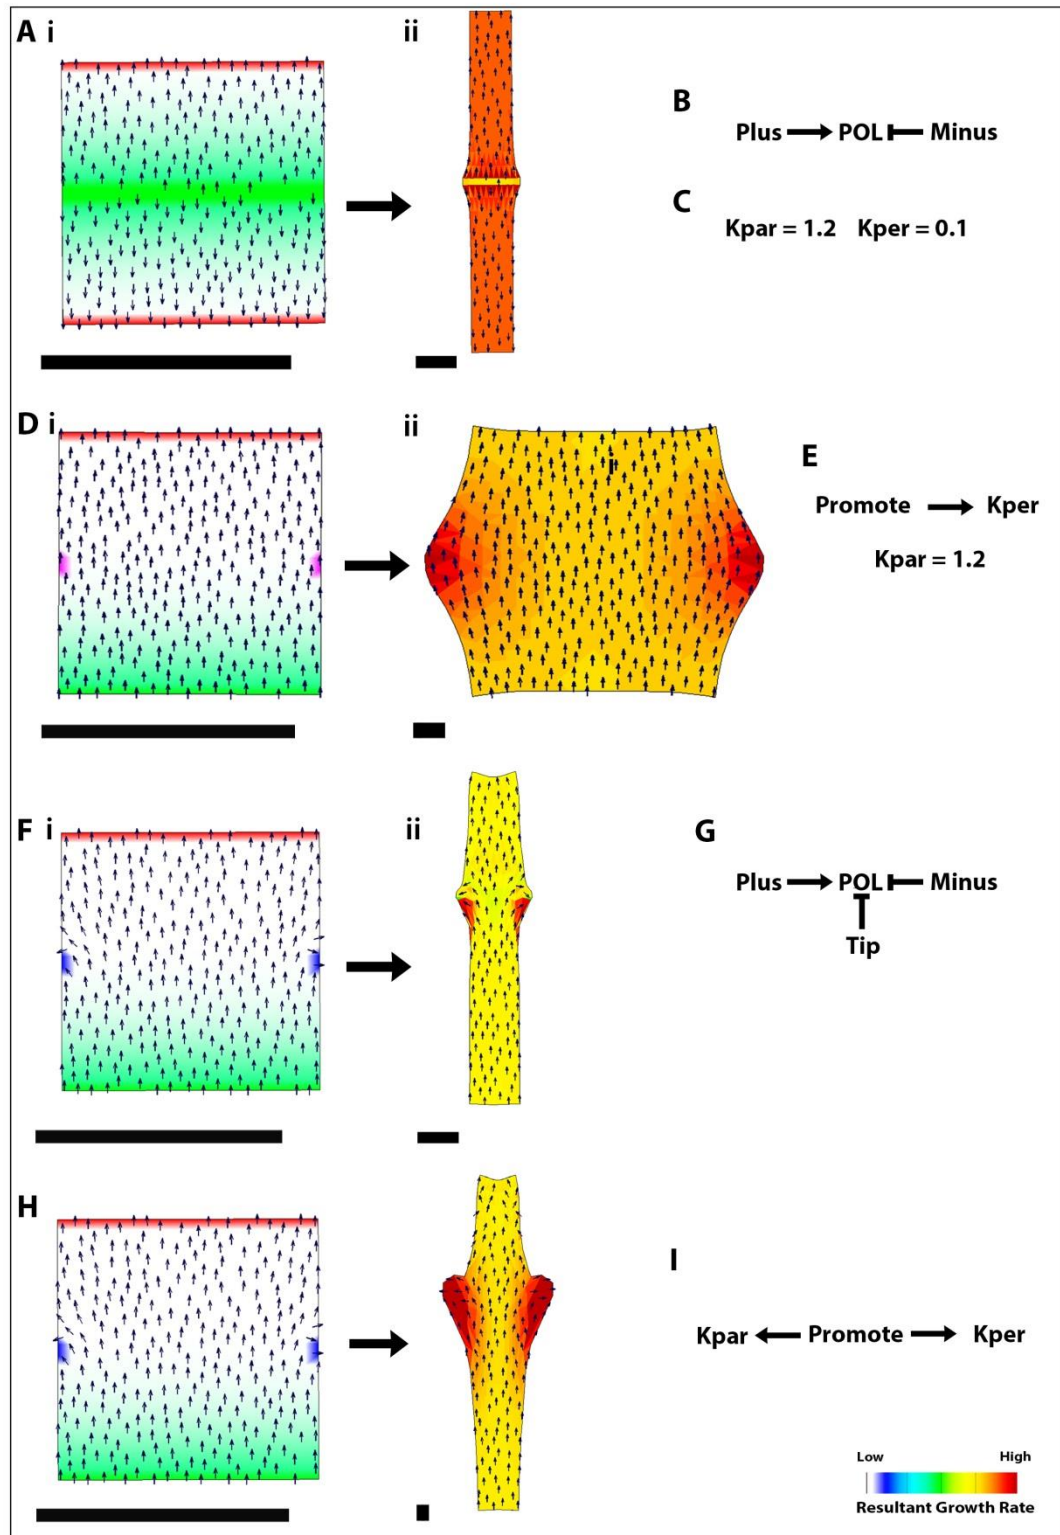 A i
ii
B
Plus POL Minus
C
Kpar = 1.2 Kper = 0.1
D i
ii
i
E
Promote Kper
Kpar = 1.2
F i
ii
G
Plus POL Minus
Tip
H
I
Kpar Promote Kper
Low High
Resultant Growth Rate